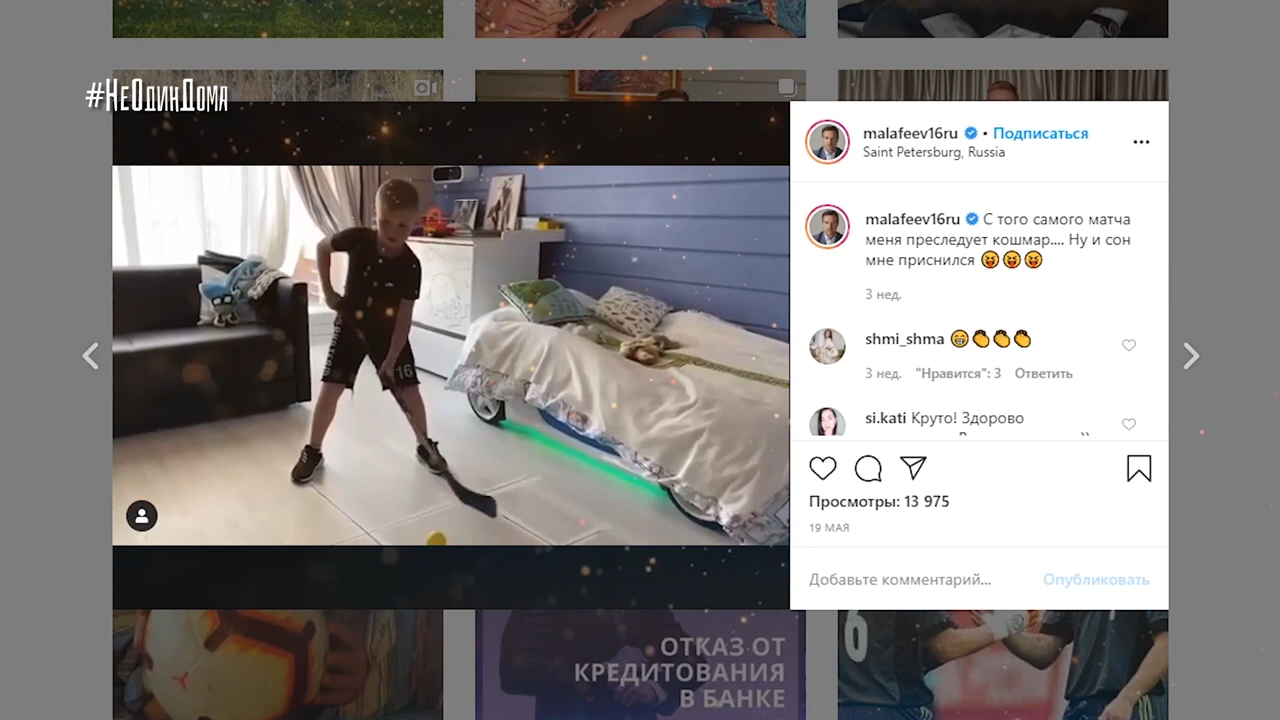 #НеОдинДома
malafeev16ru • Подписаться
Saint Petersburg, Russia
malafeev16ru С того самого матча
меня преследует кошмар.... Ну и сон
мне приснился 😝😝😝
3 нед.
shmi_shma 😁👏👏👏
3 нед. "Нравится": 3 Ответить
si.kati Круто! Здорово
16
Просмотры: 13 975
19 МАЯ
Добавьте комментарий... Опубликовать
ОТКАЗ ОТ
КРЕДИТОВАНИЯ
В БАНКЕ